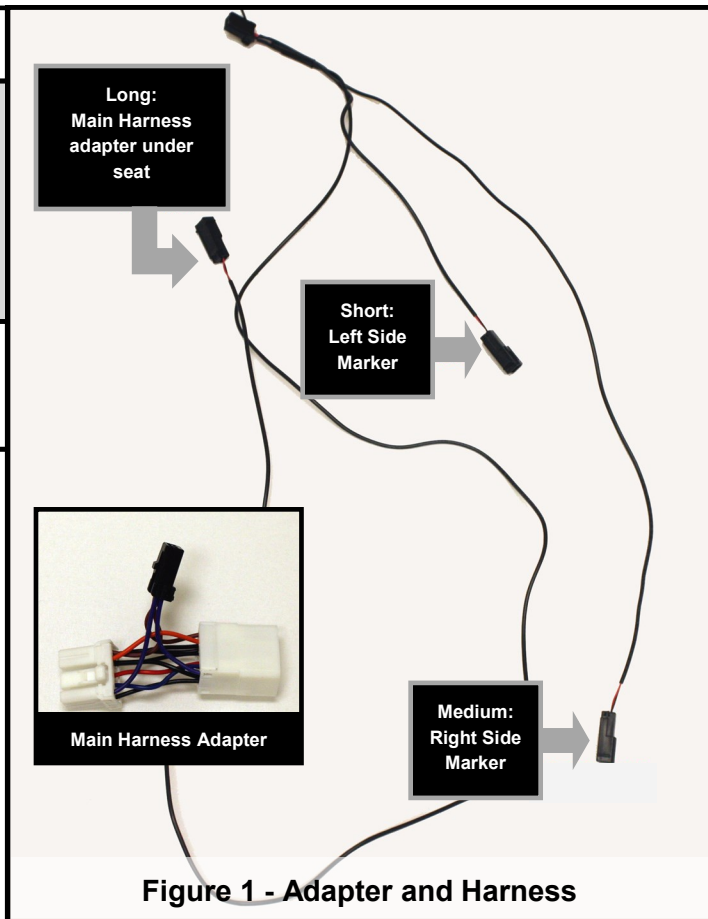 Long:
Main Harness
adapter under
seat
Short:
Left Side
Marker
Main Harness Adapter
Medium:
Right Side
Marker
Figure 1 - Adapter and Harness